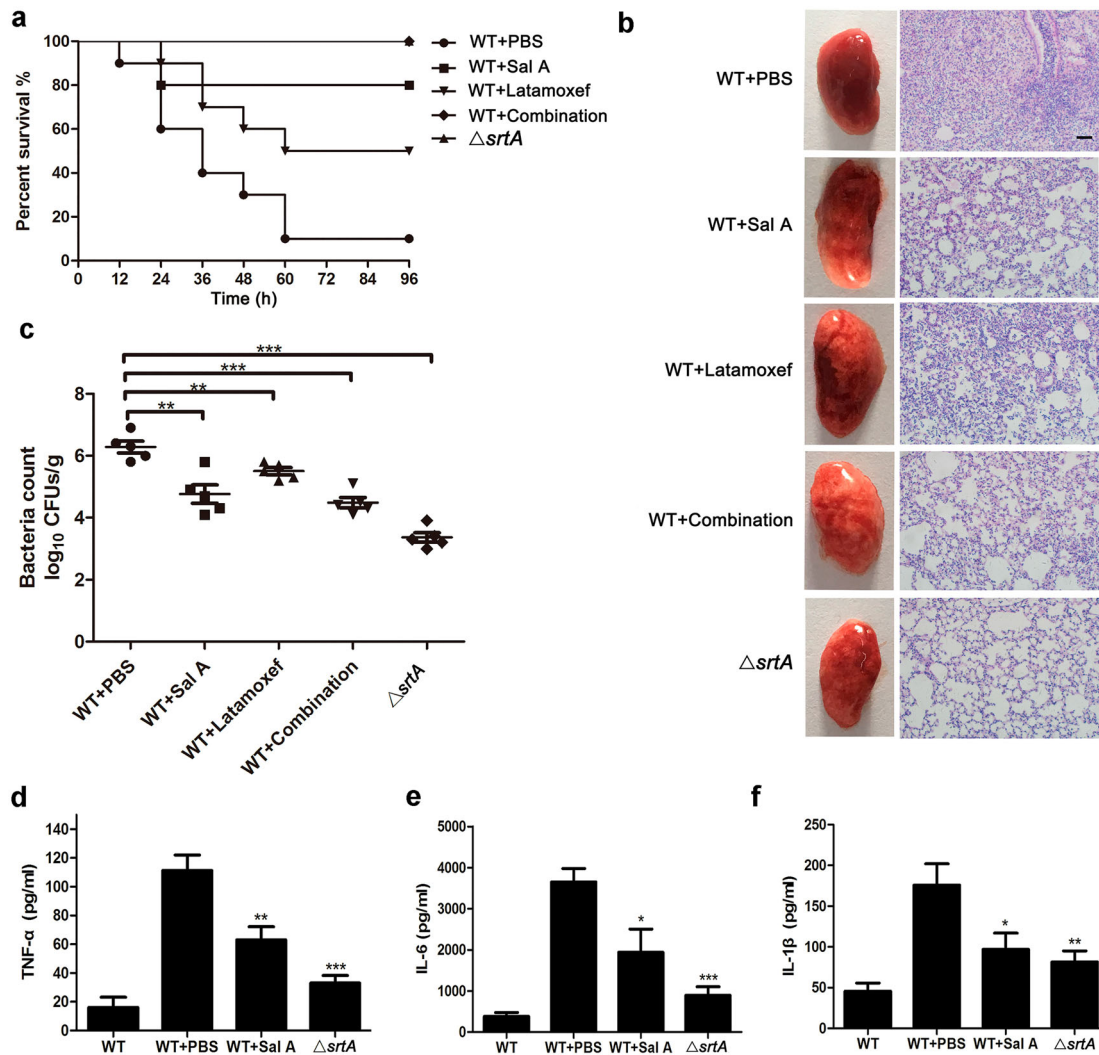 a
Percent survival %
100
80
60
40
20
0
12 24 36 48 60 72 84 96
Time (h)
WT+PBS
WT+Sal A
WT+Latamoxef
WT+Combination
△srtA
b
WT+PBS
WT+Sal A
WT+Latamoxef
WT+Combination
△srtA
c
Bacteria count
log₁₀ CFUs/g
8
6
4
2
0
***
***
**
**
WT+PBS
WT+Sal A
WT+Latamoxef
WT+Combination
△srtA
d
TNF-α (pg/ml)
140
120
100
80
60
40
20
0
**
***
WT WT+PBS WT+Sal A △srtA
e
IL-6 (pg/ml)
5000
4000
3000
2000
1000
0
*
***
WT WT+PBS WT+Sal A △srtA
f
IL-1β (pg/ml)
250
200
150
100
50
0
*
**
WT WT+PBS WT+Sal A △srtA